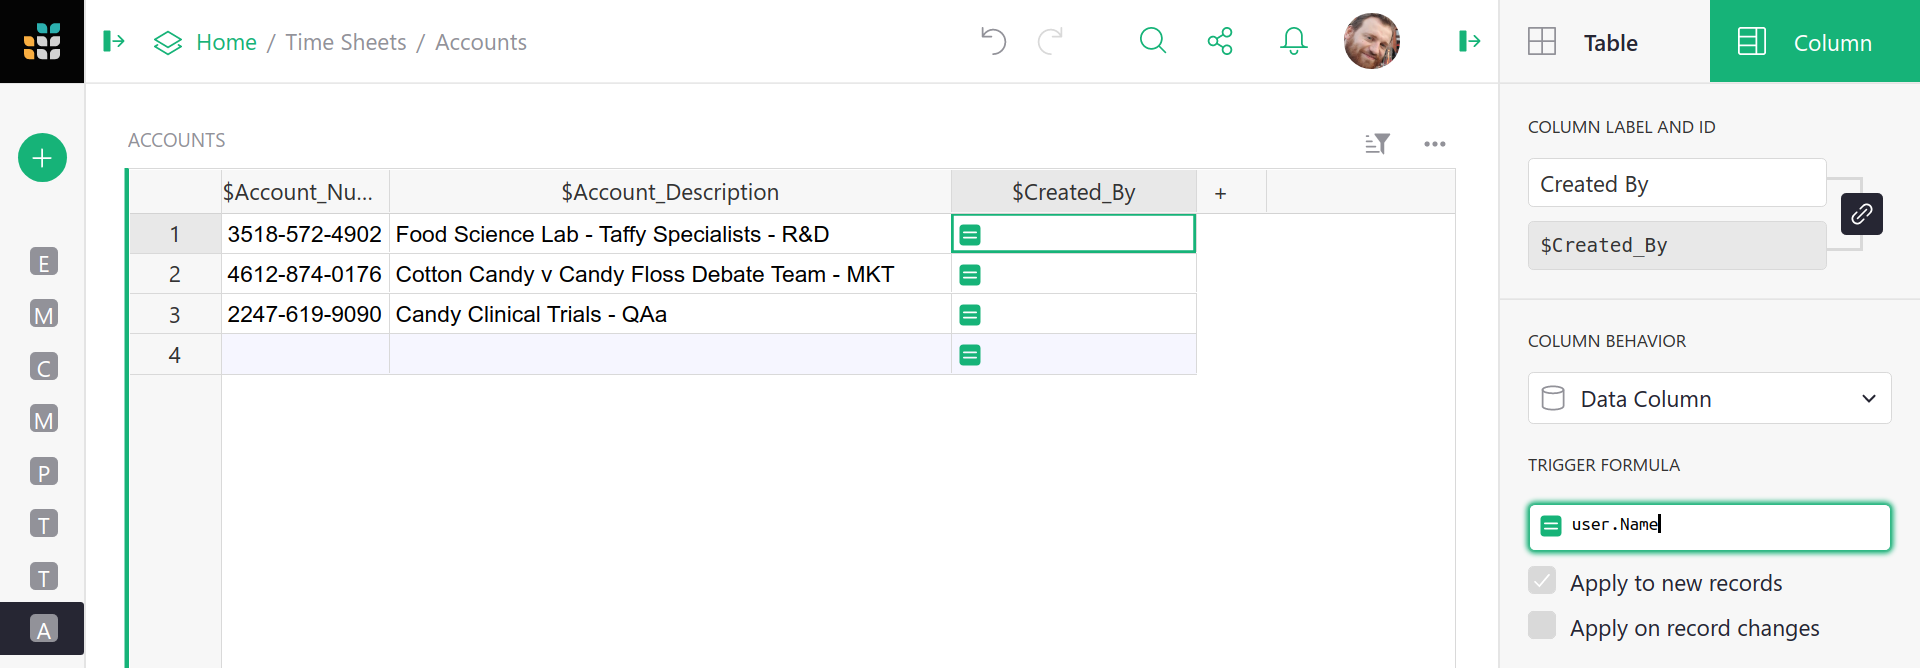 Home / Time Sheets / Accounts
Table
Column
ACCOUNTS
$Account_Nu... $Account_Description $Created_By +
1 3518-572-4902 Food Science Lab - Taffy Specialists - R&D
2 4612-874-0176 Cotton Candy v Candy Floss Debate Team - MKT
3 2247-619-9090 Candy Clinical Trials - QAa
4
E
M
C
M
P
T
T
A
COLUMN LABEL AND ID
Created By
$Created_By
COLUMN BEHAVIOR
Data Column
TRIGGER FORMULA
user.Name
Apply to new records
Apply on record changes